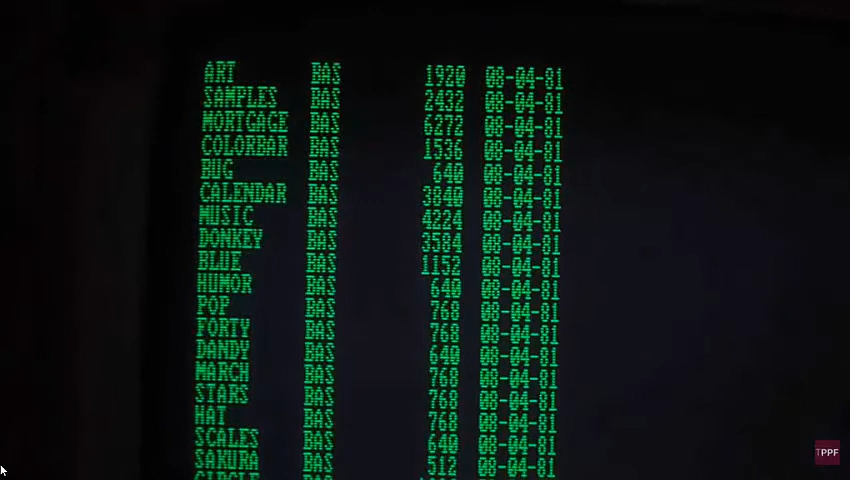 ART BAS 1920 08-04-81
SAMPLES BAS 2432 08-04-81
MORTGAGE BAS 6272 08-04-81
COLORBAR BAS 1536 08-04-81
BUG BAS 640 08-04-81
CALENDAR BAS 3840 08-04-81
MUSIC BAS 4224 08-04-81
DONKEY BAS 3584 08-04-81
BLUE BAS 1152 08-04-81
HUMOR BAS 640 08-04-81
POP BAS 768 08-04-81
FORTY BAS 768 08-04-81
DANDY BAS 640 08-04-81
MARCH BAS 768 08-04-81
STARS BAS 768 08-04-81
HAT BAS 768 08-04-81
SCALES BAS 640 08-04-81
SAKURA BAS 512 08-04-81
CIRCLE
TPPF